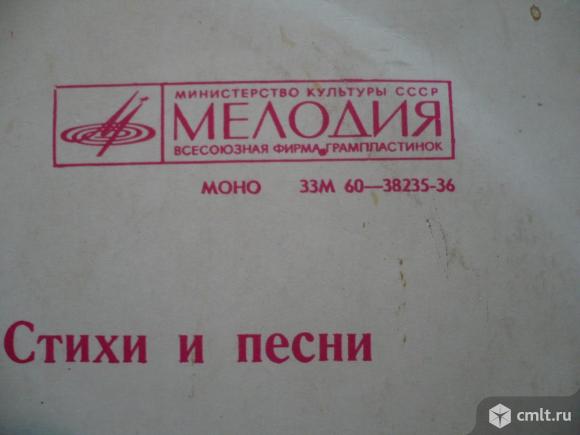 МИНИСТЕРСТВО КУЛЬТУРЫ СССР
МЕЛОДИЯ
ВСЕСОЮЗНАЯ ФИРМА ГРАМПЛАСТИНОК
МОНО 33М 60—38235-36
Стихи и песни
cmlt.ru